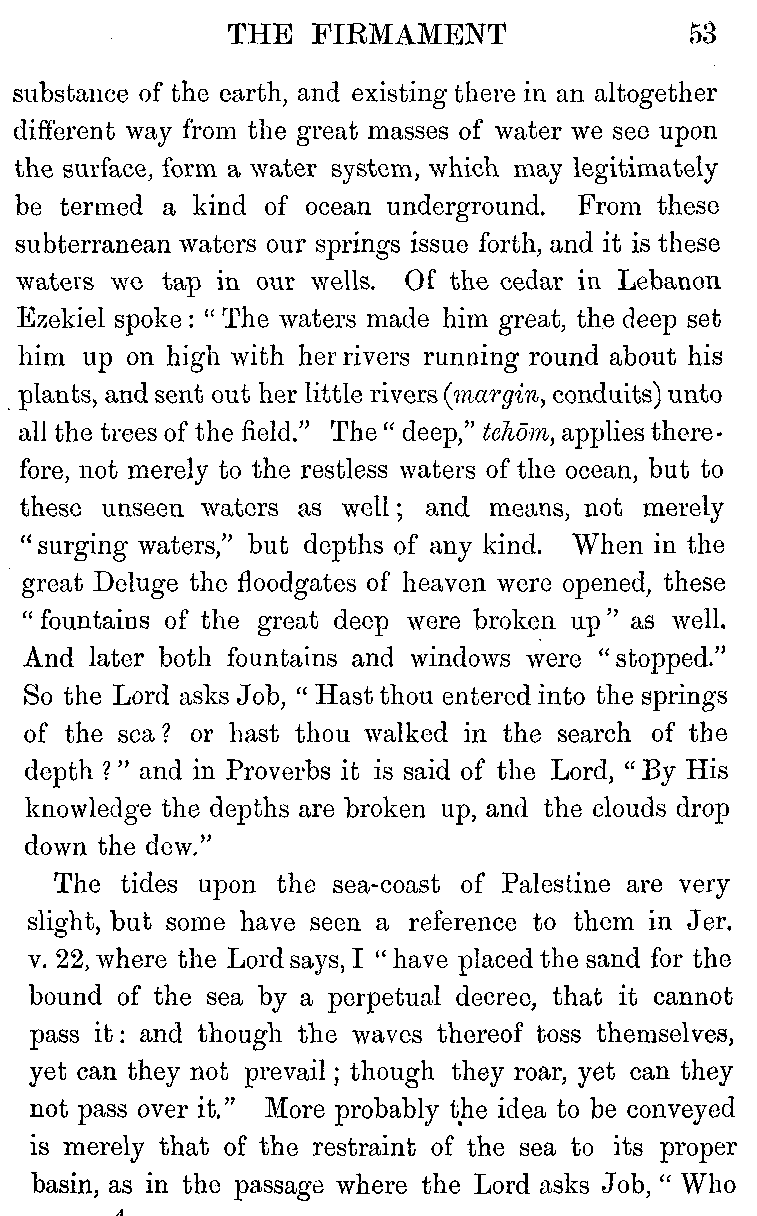 THE FIRMAMENT 53
substance of the earth, and existing there in an altogether
different way from the great masses of water we see upon
the surface, form a water system, which may legitimately
be termed a kind of ocean underground. From these
subterranean waters our springs issue forth, and it is these
waters we tap in our wells. Of the cedar in Lebanon
Ezekiel spoke: “The waters made him great, the deep set
him up on high with her rivers running round about his
plants, and sent out her little rivers (margin, conduits) unto
all the trees of the field.” The “deep,” tehōm, applies there-
fore, not merely to the restless waters of the ocean, but to
these unseen waters as well; and means, not merely
“surging waters,” but depths of any kind. When in the
great Deluge the floodgates of heaven were opened, these
“fountains of the great deep were broken up” as well.
And later both fountains and windows were “stopped.”
So the Lord asks Job, “Hast thou entered into the springs
of the sea? or hast thou walked in the search of the
depth?” and in Proverbs it is said of the Lord, “By His
knowledge the depths are broken up, and the clouds drop
down the dew.”
The tides upon the sea-coast of Palestine are very
slight, but some have seen a reference to them in Jer.
v. 22, where the Lord says, I “have placed the sand for the
bound of the sea by a perpetual decree, that it cannot
pass it: and though the waves thereof toss themselves,
yet can they not prevail; though they roar, yet can they
not pass over it.” More probably the idea to be conveyed
is merely that of the restraint of the sea to its proper
basin, as in the passage where the Lord asks Job, “Who